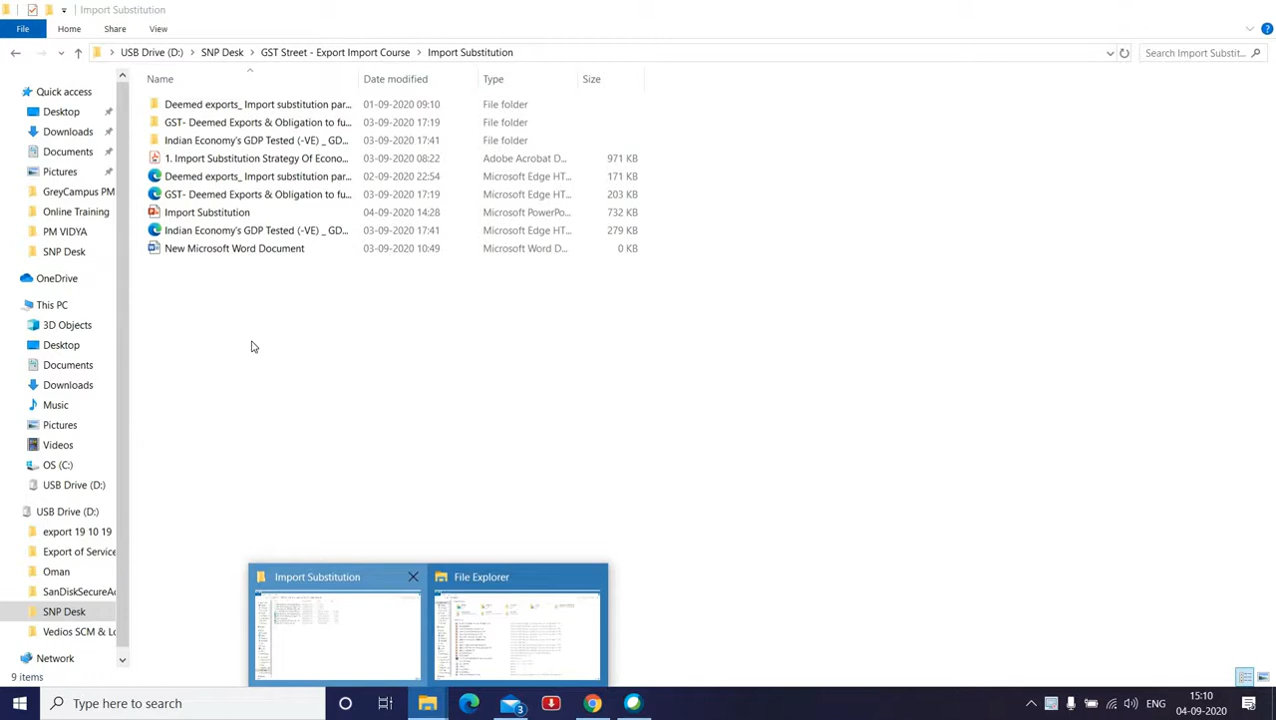 Import Substitution
File Home Share View
USB Drive (D:) SNP Desk GST Street - Export Import Course Import Substitution Search Import Substit...
Name Date modified Type Size
Quick access
Desktop
Downloads
Documents
Pictures
GreyCampus PM
Online Training
PM VIDYA
SNP Desk
OneDrive
This PC
3D Objects
Desktop
Documents
Downloads
Music
Pictures
Videos
OS (C:)
USB Drive (D:)
USB Drive (D:)
export 19 10 19
Export of Service
Oman
SanDiskSecureAc
SNP Desk
Vedios SCM & Lo
Network
Deemed exports_ Import substitution par... 01-09-2020 09:10 File folder
GST- Deemed Exports & Obligation to fu... 03-09-2020 17:19 File folder
Indian Economy's GDP Tested (-VE) _ GD... 03-09-2020 17:41 File folder
1. Import Substitution Strategy Of Econo... 03-09-2020 08:22 Adobe Acrobat D... 971 KB
Deemed exports_ Import substitution par... 02-09-2020 22:54 Microsoft Edge HT... 171 KB
GST- Deemed Exports & Obligation to fu... 03-09-2020 17:19 Microsoft Edge HT... 203 KB
Import Substitution 04-09-2020 14:28 Microsoft PowerPo... 732 KB
Indian Economy's GDP Tested (-VE) _ GD... 03-09-2020 17:41 Microsoft Edge HT... 279 KB
New Microsoft Word Document 03-09-2020 10:49 Microsoft Word D... 0 KB
Import Substitution File Explorer
9 items
Type here to search
3
ENG
15:10
04-09-2020